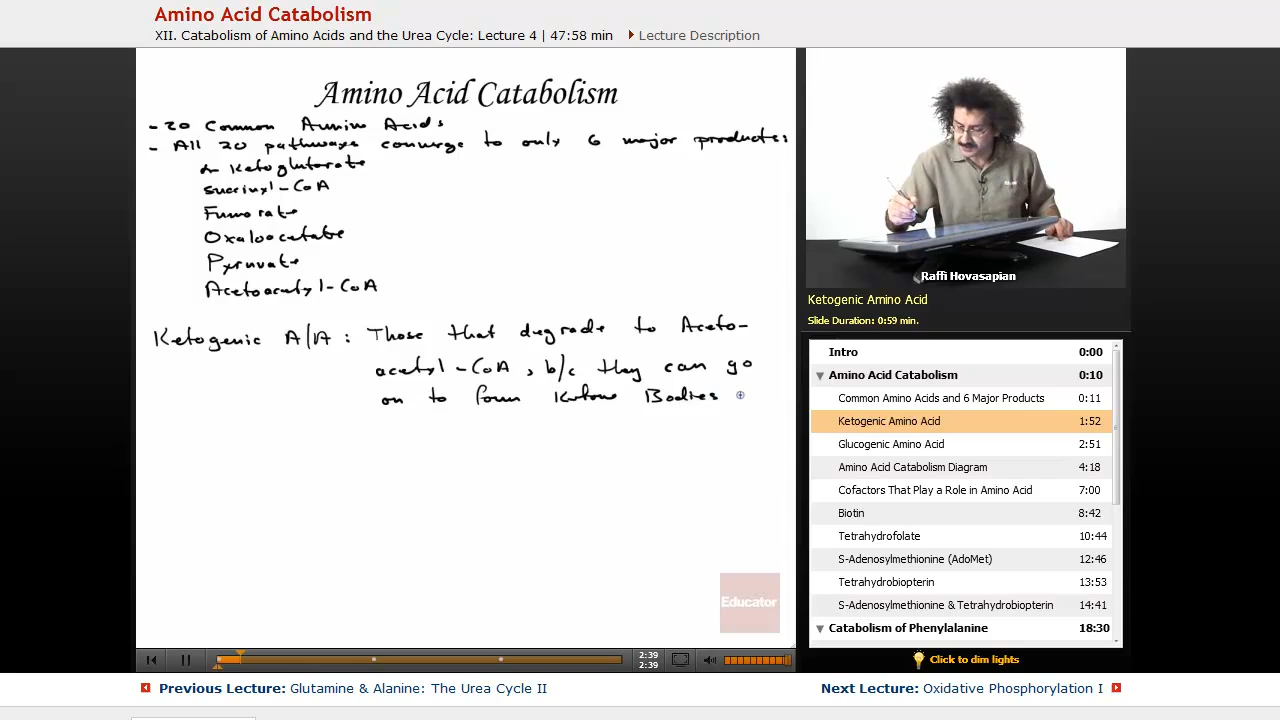 Amino Acid Catabolism
XII. Catabolism of Amino Acids and the Urea Cycle: Lecture 4 | 47:58 min Lecture Description
Amino Acid Catabolism
- 20 Common Amino Acids
- All 20 pathways converge to only 6 major products:
α-Ketoglutarate
Succinyl-CoA
Fumarate
Oxaloacetate
Pyruvate
Acetoacetyl-CoA
Ketogenic A/A: Those that degrade to Aceto-
acetyl-CoA, b/c they can go
on to form Ketone Bodies
Educator
2:39
2:39
Raffi Hovasapian
Ketogenic Amino Acid
Slide Duration: 0:59 min.
Intro 0:00
Amino Acid Catabolism 0:10
Common Amino Acids and 6 Major Products 0:11
Ketogenic Amino Acid 1:52
Glucogenic Amino Acid 2:51
Amino Acid Catabolism Diagram 4:18
Cofactors That Play a Role in Amino Acid 7:00
Biotin 8:42
Tetrahydrofolate 10:44
S-Adenosylmethionine (AdoMet) 12:46
Tetrahydrobiopterin 13:53
S-Adenosylmethionine & Tetrahydrobiopterin 14:41
Catabolism of Phenylalanine 18:30
Click to dim lights
Previous Lecture: Glutamine & Alanine: The Urea Cycle II
Next Lecture: Oxidative Phosphorylation I